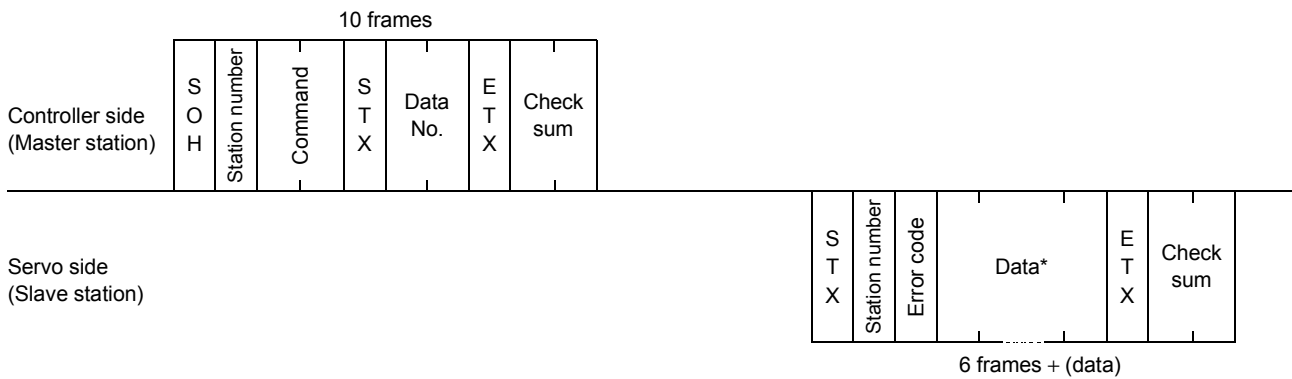 10 frames
Controller side
(Master station)
S
O
H
Station number
Command
S
T
X
Data
No.
E
T
X
Check
sum
Servo side
(Slave station)
S
T
X
Station number
Error code
Data*
E
T
X
Check
sum
6 frames + (data)